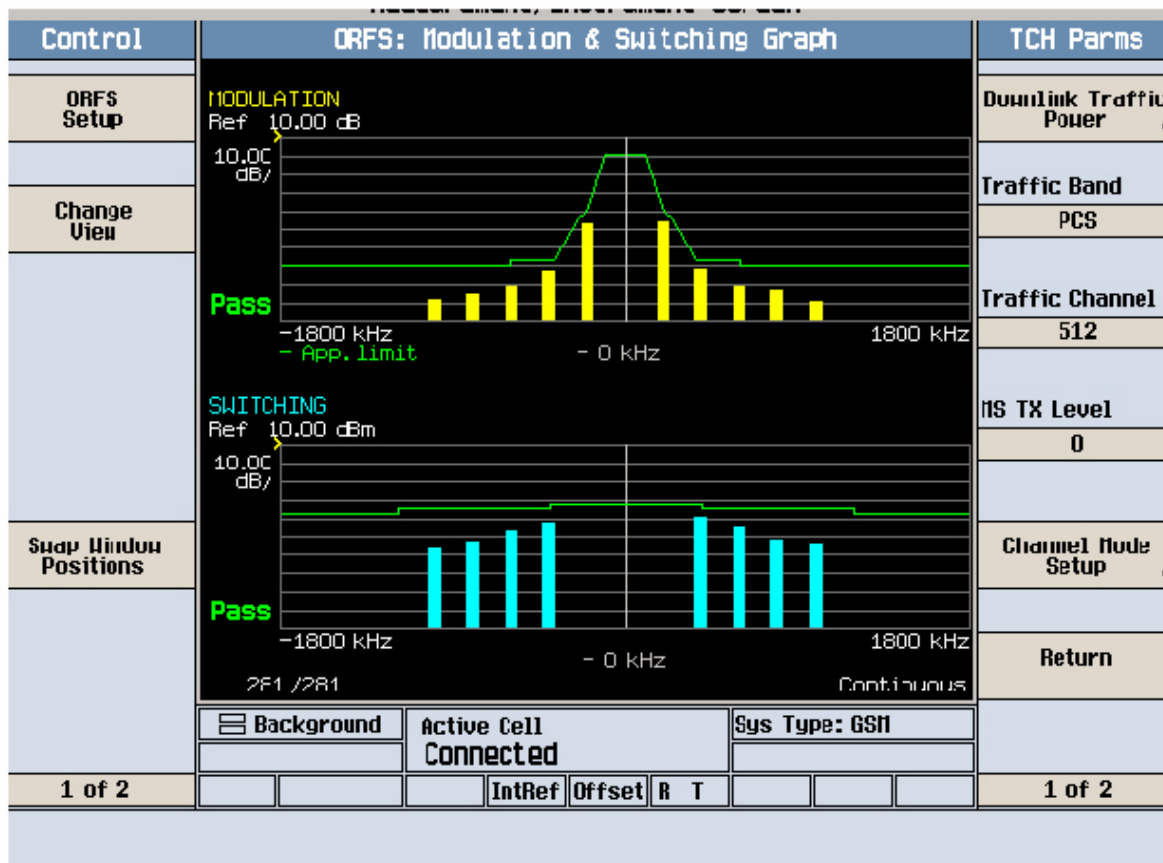 Control
ORFS: Modulation & Switching Graph
TCH Parms
ORFS
Setup
Change
View
Swap Window
Positions
1 of 2
MODULATION
Ref 10.00 dB
10.00
dB/
Pass
-1800 kHz
1800 kHz
- App.limit
- 0 kHz
SWITCHING
Ref 10.00 dBm
10.00
dB/
Pass
-1800 kHz
1800 kHz
- 0 kHz
281/281
Continuous
Background
Active Cell
Connected
Sys Type: GSM
IntRef
Offset
R T
Downlink Traffic
Power
Traffic Band
PCS
Traffic Channel
512
MS TX Level
0
Channel Mode
Setup
Return
1 of 2